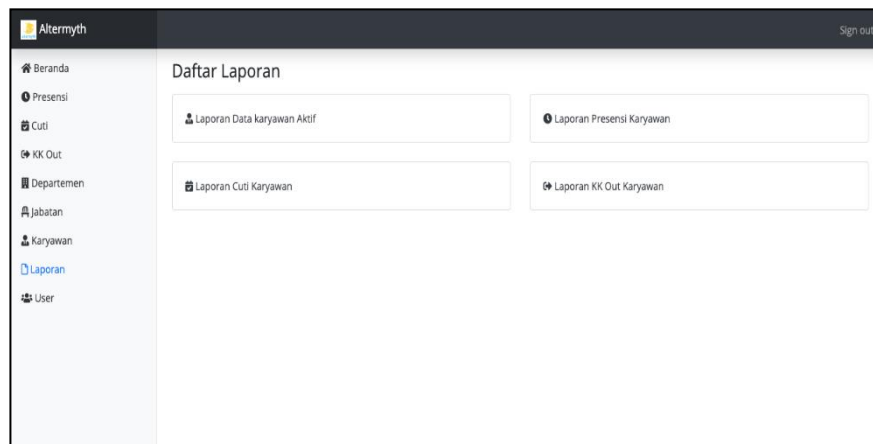 Altermyth
Sign out
Beranda
Presensi
Cuti
KK Out
Departemen
Jabatan
Karyawan
Laporan
User
Daftar Laporan
Laporan Data karyawan Aktif
Laporan Presensi Karyawan
Laporan Cuti Karyawan
Laporan KK Out Karyawan